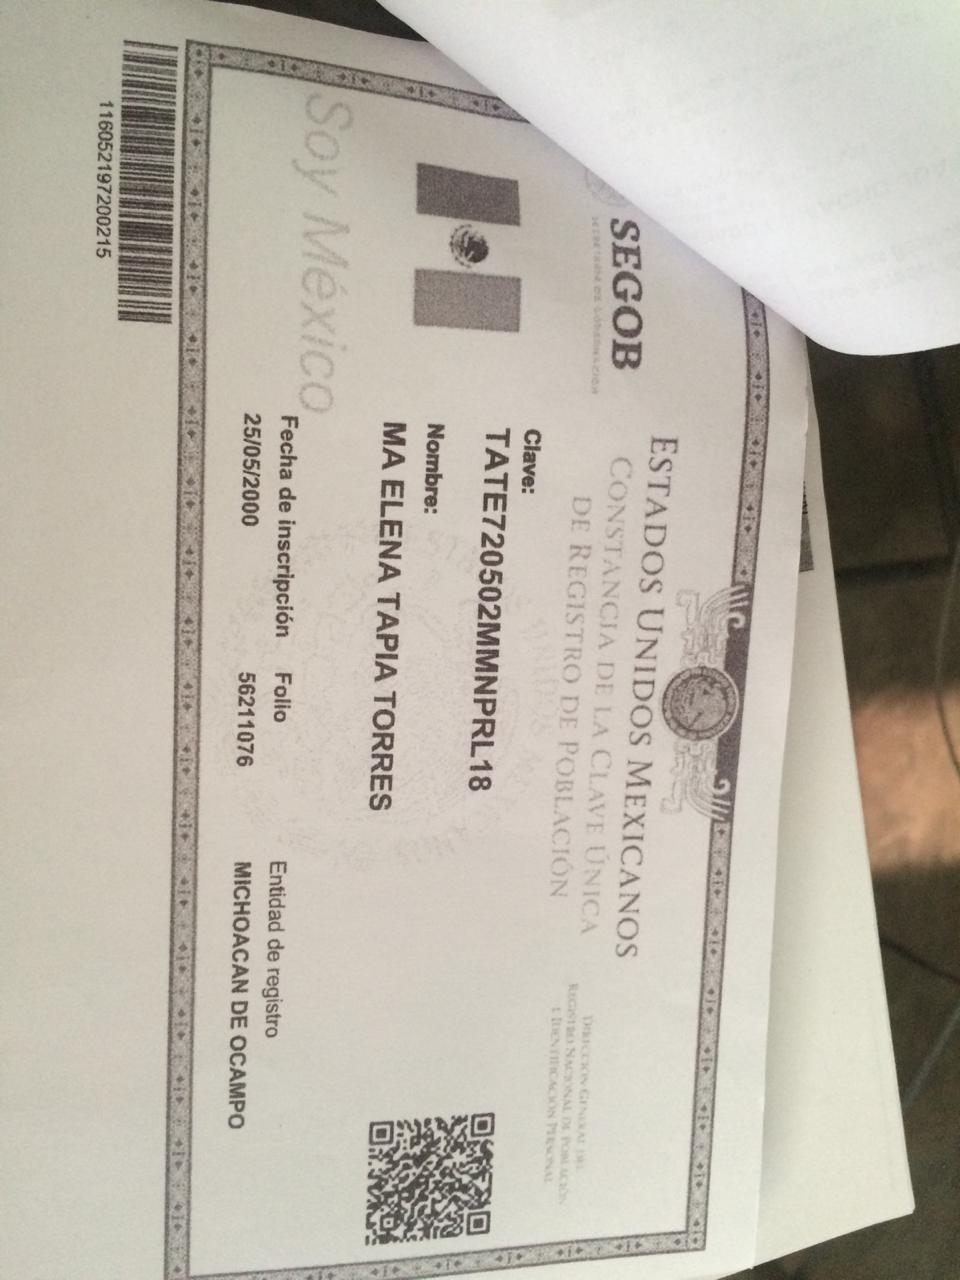 SEGOB
SECRETARÍA DE GOBERNACIÓN
ESTADOS UNIDOS MEXICANOS
CONSTANCIA DE LA CLAVE ÚNICA
DE REGISTRO DE POBLACIÓN
DIRECCIÓN GENERAL DEL
REGISTRO NACIONAL DE POBLACIÓN
E IDENTIFICACIÓN PERSONAL
Clave:
TATE720502MMNPRL18
Nombre:
MA ELENA TAPIA TORRES
Soy México
Fecha de inscripción Folio Entidad de registro
25/05/2000 56211076 MICHOACAN DE OCAMPO
116052197200215